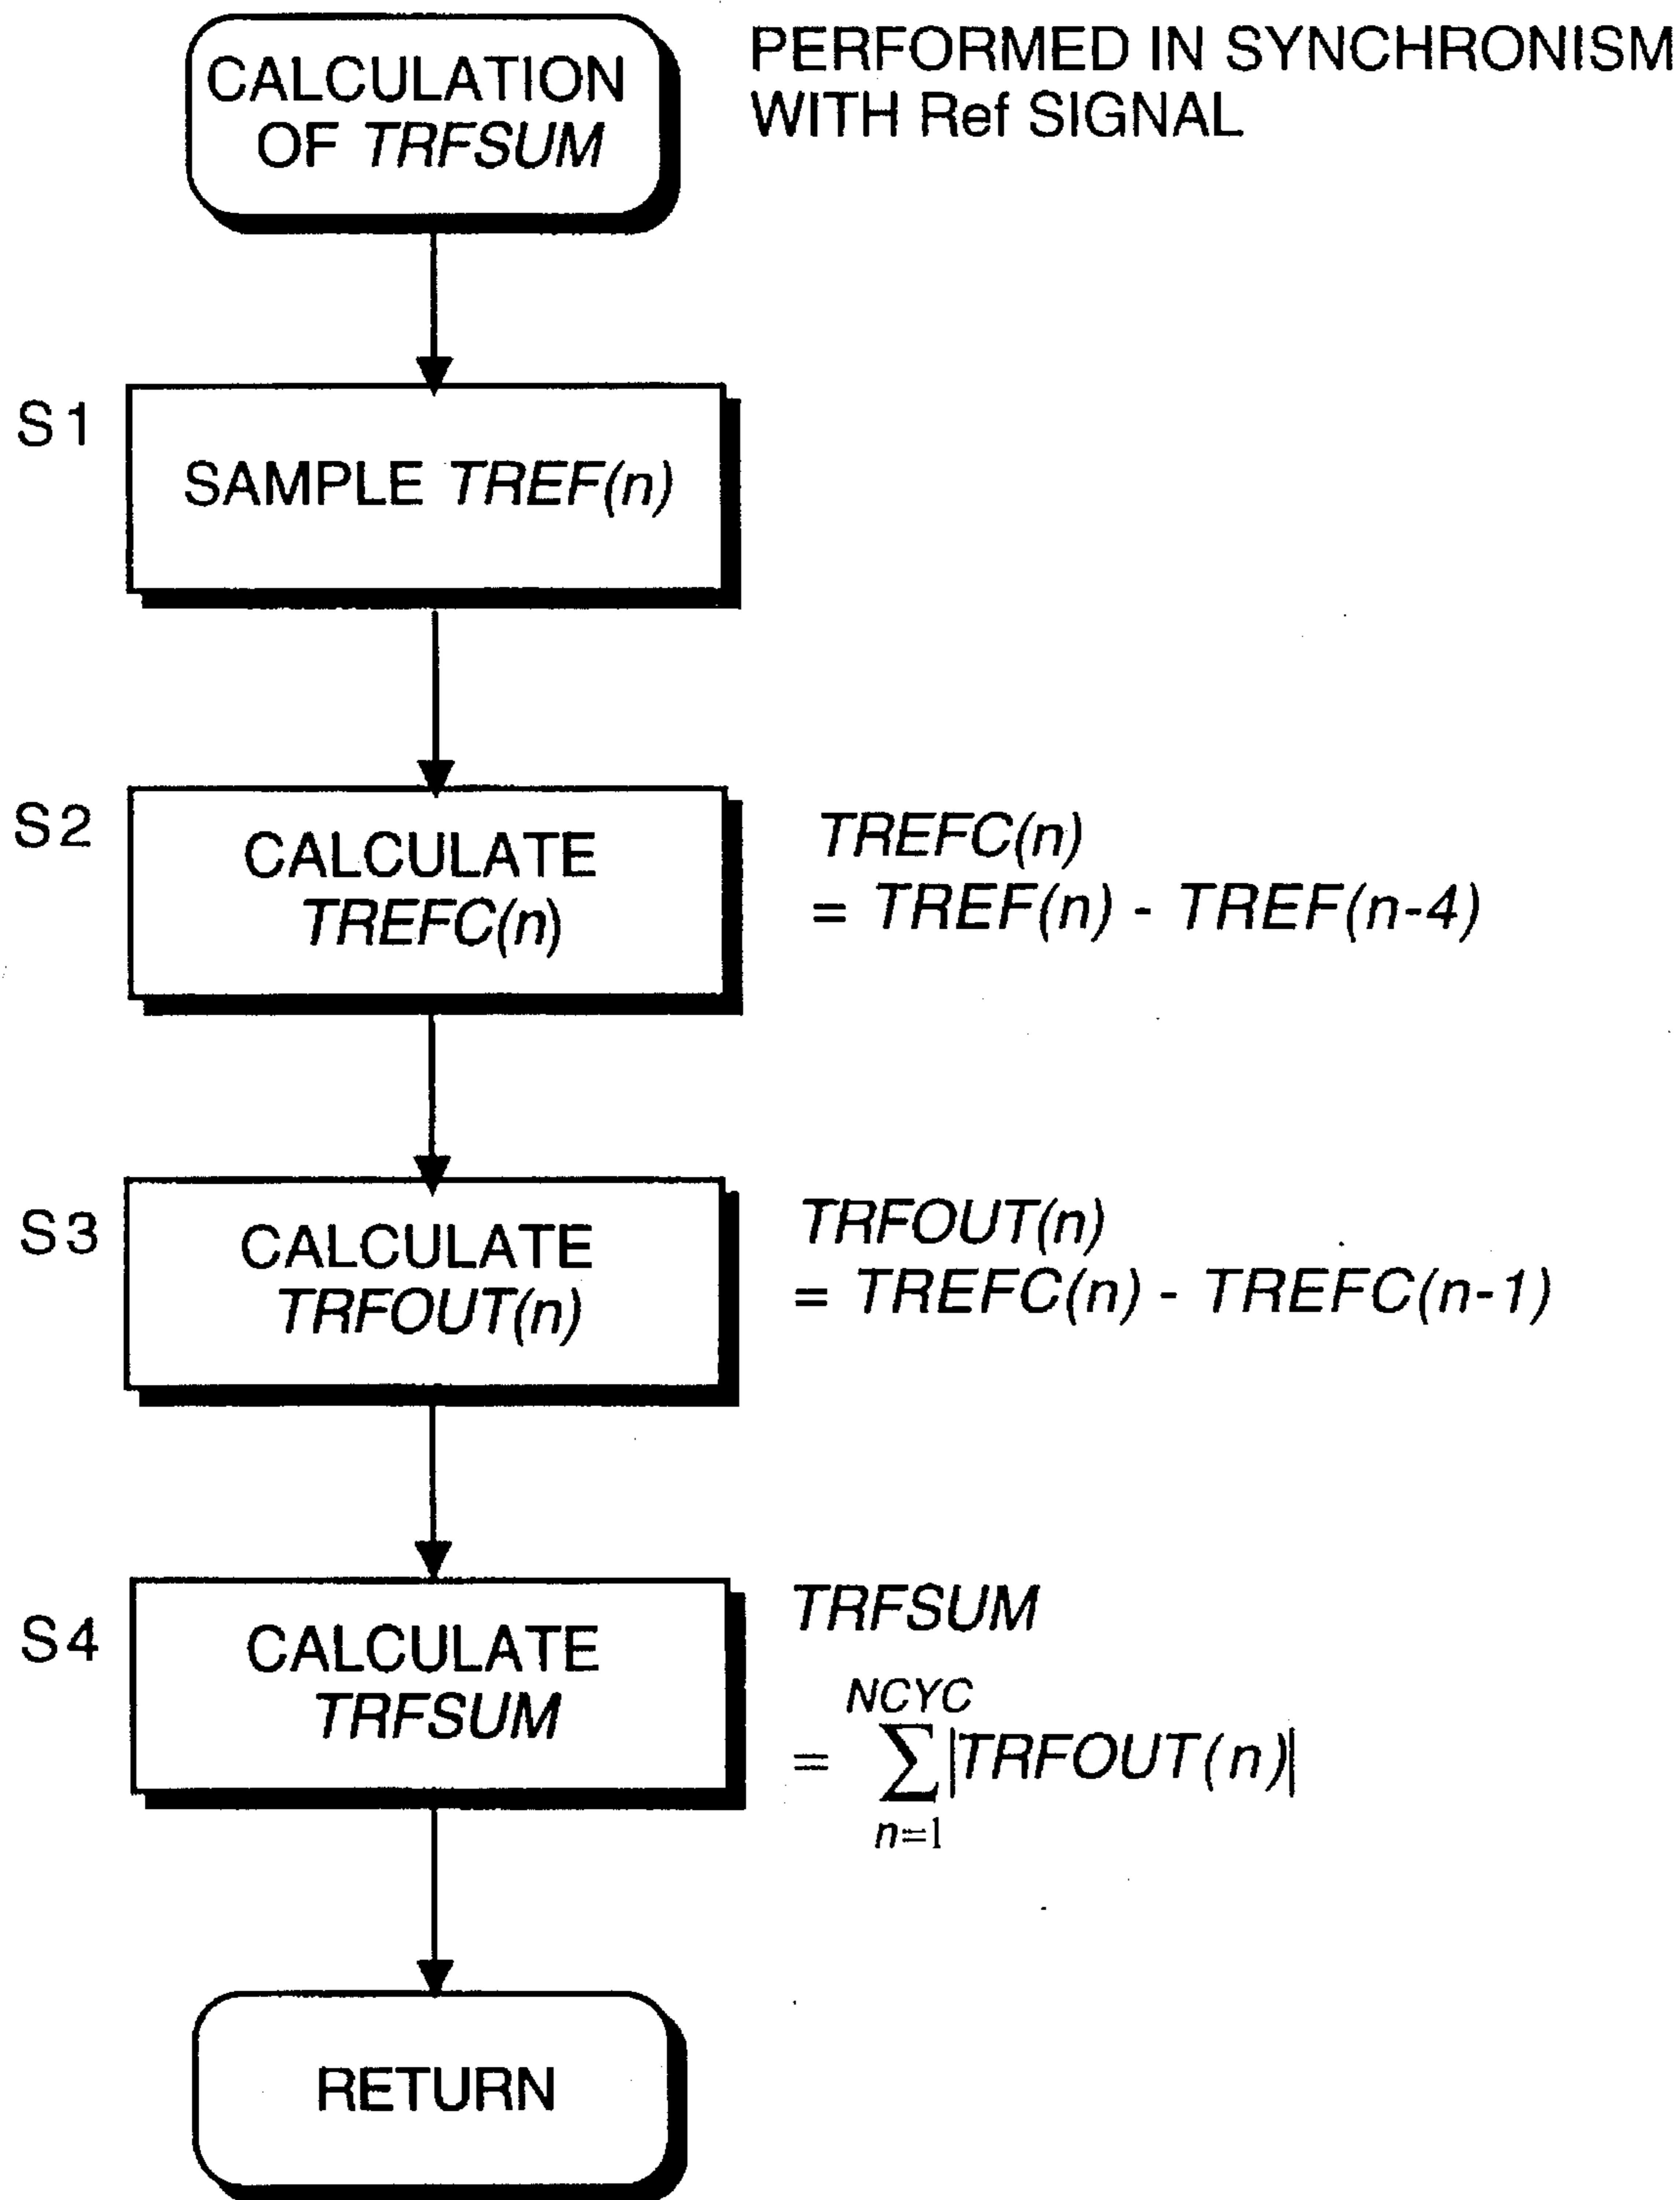 CALCULATION
OF TRFSUM
PERFORMED IN SYNCHRONISM
WITH Ref SIGNAL
S1
SAMPLE TREF(n)
S2
CALCULATE
TREFC(n)
TREFC(n)
= TREF(n) - TREF(n-4)
S3
CALCULATE
TRFOUT(n)
TRFOUT(n)
= TREFC(n) - TREFC(n-1)
S4
CALCULATE
TRFSUM
TRFSUM
NCYC
= ∑|TRFOUT(n)|
n=1
RETURN